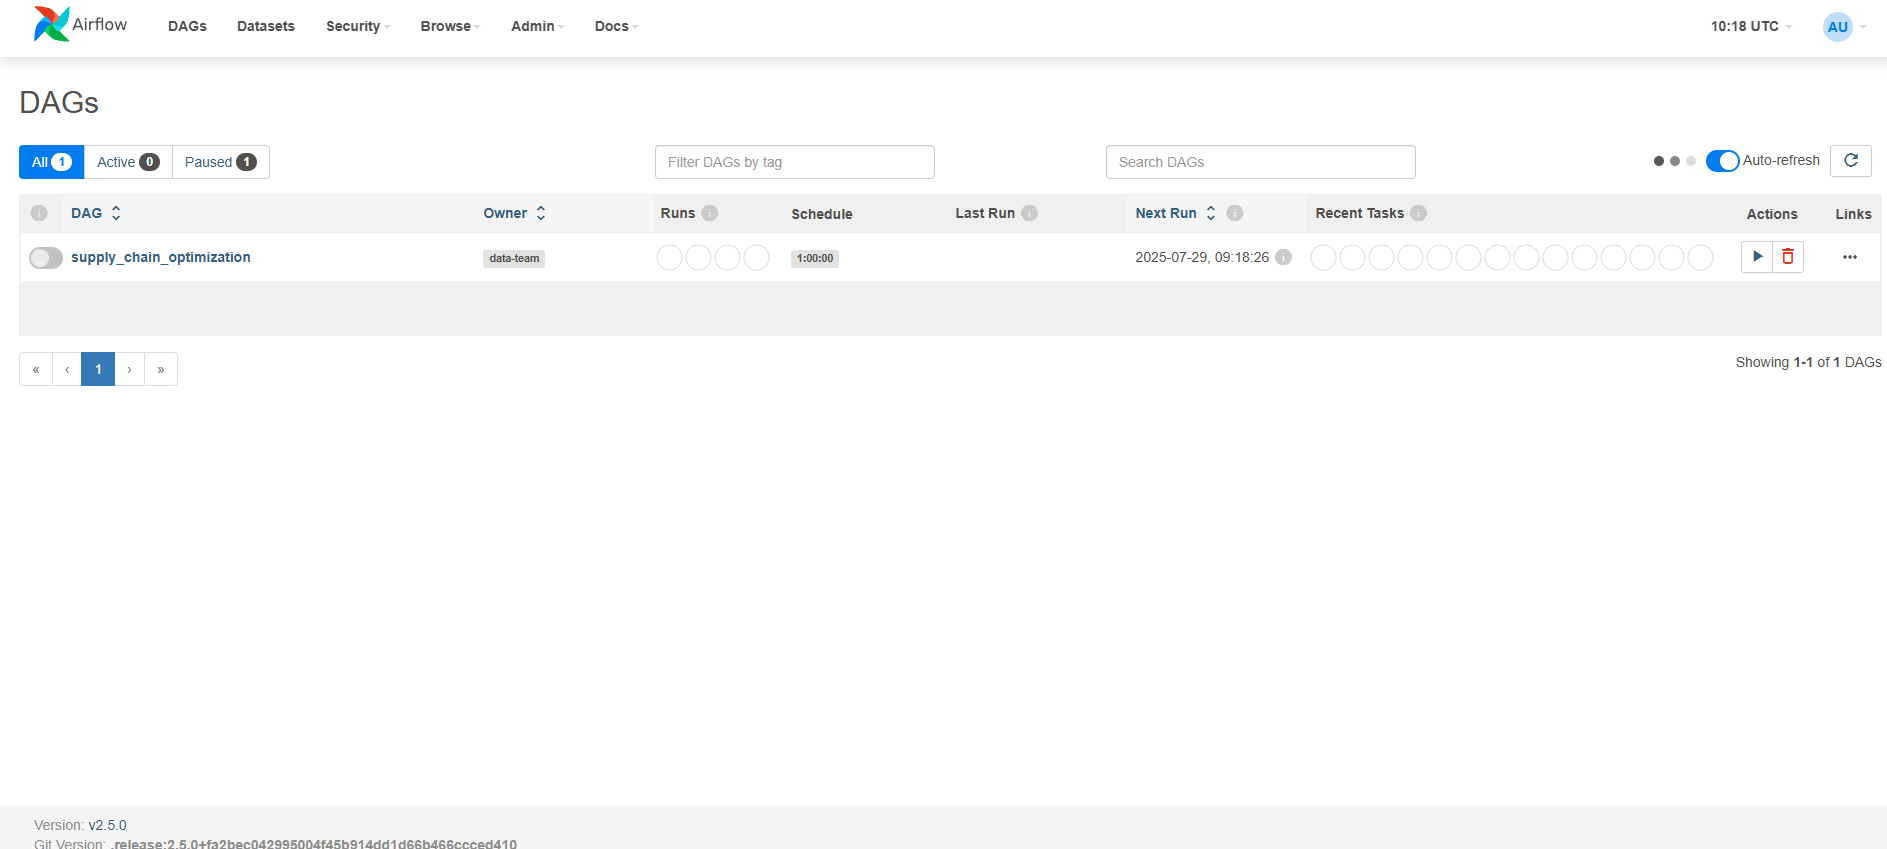 Airflow DAGs Datasets Security Browse Admin Docs 10:18 UTC AU
DAGs
All 1 Active 0 Paused 1 Filter DAGs by tag Search DAGs Auto-refresh
DAG Owner Runs Schedule Last Run Next Run Recent Tasks Actions Links
supply_chain_optimization data-team 1:00:00 2025-07-29, 09:18:26
« ‹ 1 › » Showing 1-1 of 1 DAGs
Version: v2.5.0
Git Version: .release:2.5.0+fa2bec042995004f45b914dd1d66b466ccced410